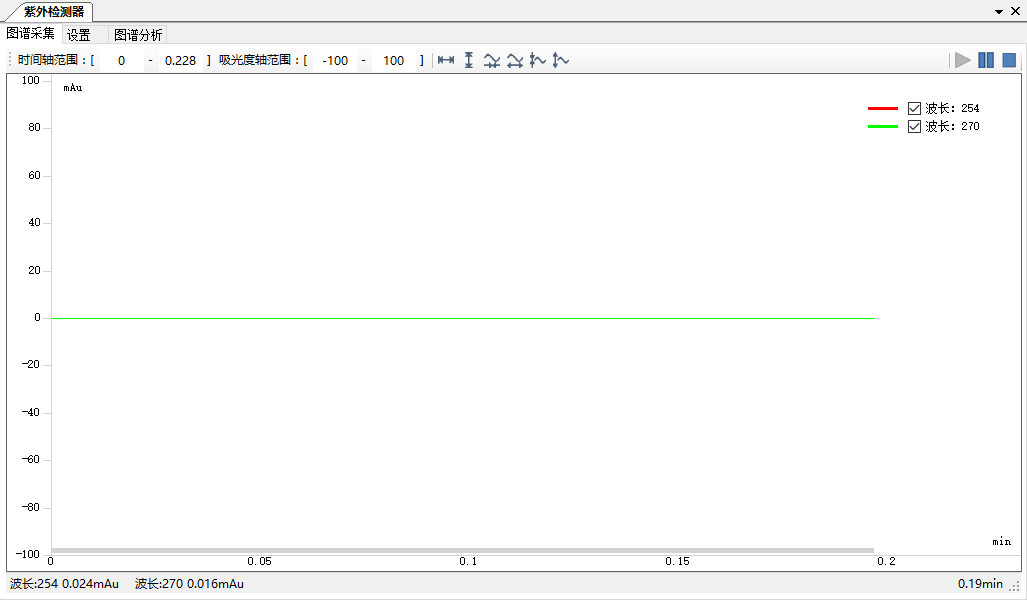 紫外检测器
图谱采集 设置 图谱分析
时间轴范围：[ 0 - 0.228 ] 吸光度轴范围：[ -100 - 100 ]
mAu
波长: 254
波长: 270
100
80
60
40
20
0
-20
-40
-60
-80
-100
min
0 0.05 0.1 0.15 0.2
波长:254 0.024mAu 波长:270 0.016mAu 0.19min